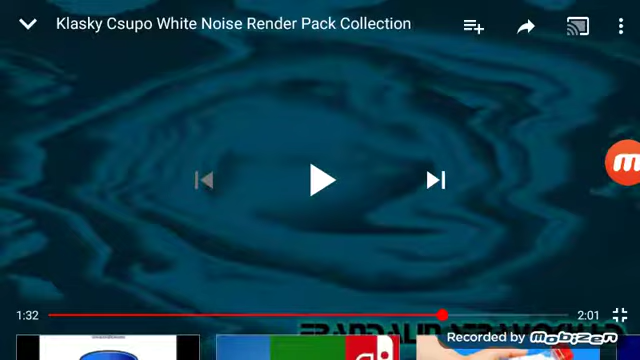 Klasky Csupo White Noise Render Pack Collection
1:32
2:01
Recorded by mobizen